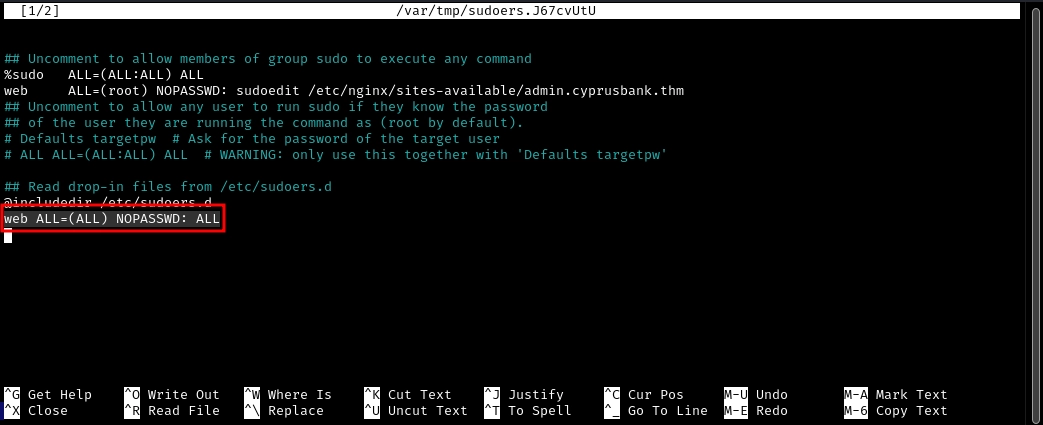 [1/2] /var/tmp/sudoers.J67cvUtU
## Uncomment to allow members of group sudo to execute any command
%sudo   ALL=(ALL:ALL) ALL
web     ALL=(root) NOPASSWD: sudoedit /etc/nginx/sites-available/admin.cyprusbank.thm
## Uncomment to allow any user to run sudo if they know the password
## of the user they are running the command as (root by default).
# Defaults targetpw  # Ask for the password of the target user
# ALL ALL=(ALL:ALL) ALL  # WARNING: only use this together with 'Defaults targetpw'
## Read drop-in files from /etc/sudoers.d
@includedir /etc/sudoers.d
web ALL=(ALL) NOPASSWD: ALL
^G Get Help    ^O Write Out   ^W Where Is    ^K Cut Text    ^J Justify     ^C Cur Pos     M-U Undo       M-A Mark Text
^X Close       ^R Read File   ^\ Replace     ^U Uncut Text  ^T To Spell    ^_ Go To Line  M-E Redo       M-6 Copy Text